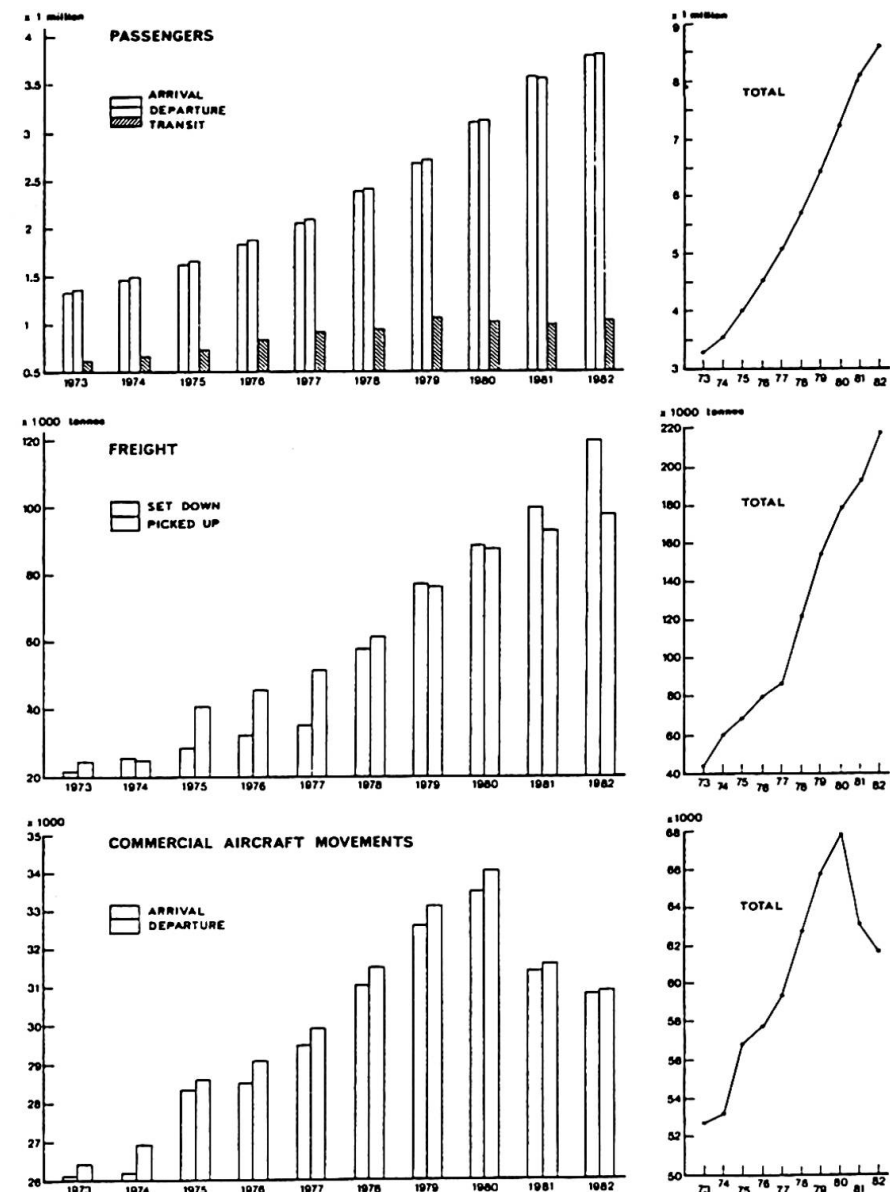 x 1 million
PASSENGERS
4
3.5
3
2.5
2
1.5
1
0.5
ARRIVAL
DEPARTURE
TRANSIT
1973 1974 1975 1976 1977 1978 1979 1980 1981 1982
x 1 million
TOTAL
9
8
6
5
4
3
73 74 75 76 77 78 79 80 81 82
x 1000 tonnes
FREIGHT
120
100
80
60
40
20
SET DOWN
PICKED UP
1973 1974 1975 1976 1977 1978 1979 1980 1981 1982
x 1000 tonnes
TOTAL
220
200
160
140
120
100
80
60
40
73 74 75 76 77 78 79 80 81 82
x 1000
COMMERCIAL AIRCRAFT MOVEMENTS
35
34
33
32
31
30
29
28
27
26
ARRIVAL
DEPARTURE
1973 1974 1975 1976 1977 1978 1979 1980 1981 1982
x1000
TOTAL
68
66
64
62
60
58
56
54
52
50
73 74 75 76 77 78 79 80 81 82